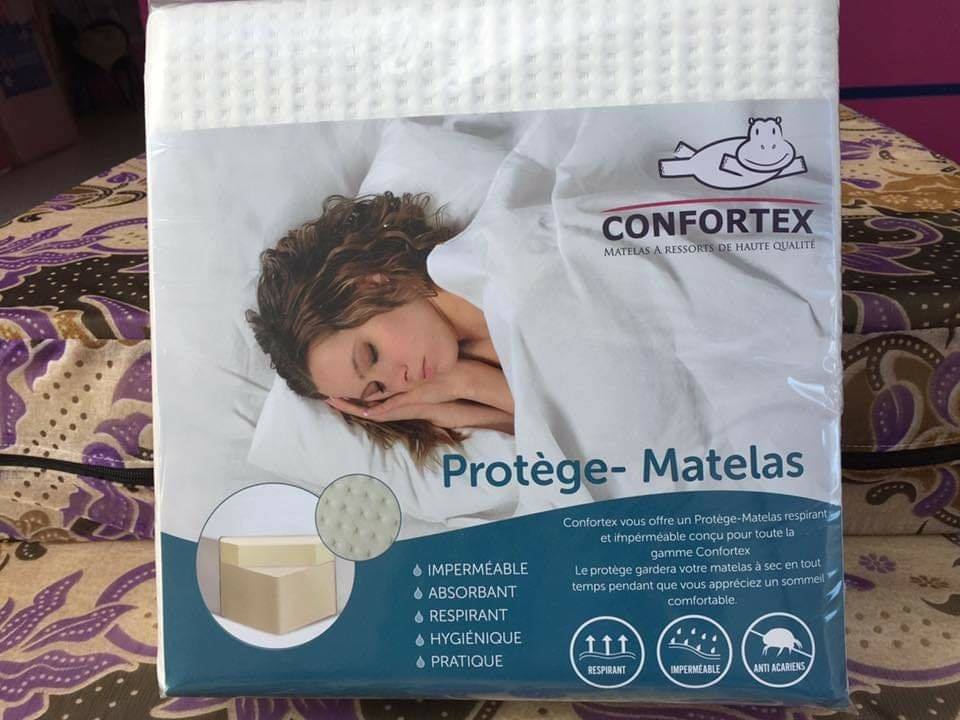 CONFORTEX
MATELAS A RESSORTS DE HAUTE QUALITÉ
Protège- Matelas
Confortex vous offre un Protège-Matelas respirant
et impérméable conçu pour toute la
gamme Confortex
Le protège gardera votre matelas à sec en tout
temps pendant que vous appréciez un sommeil
comfortable.
IMPERMÉABLE
ABSORBANT
RESPIRANT
HYGIÉNIQUE
PRATIQUE
RESPIRANT
IMPERMÉABLE
ANTI ACARIENS